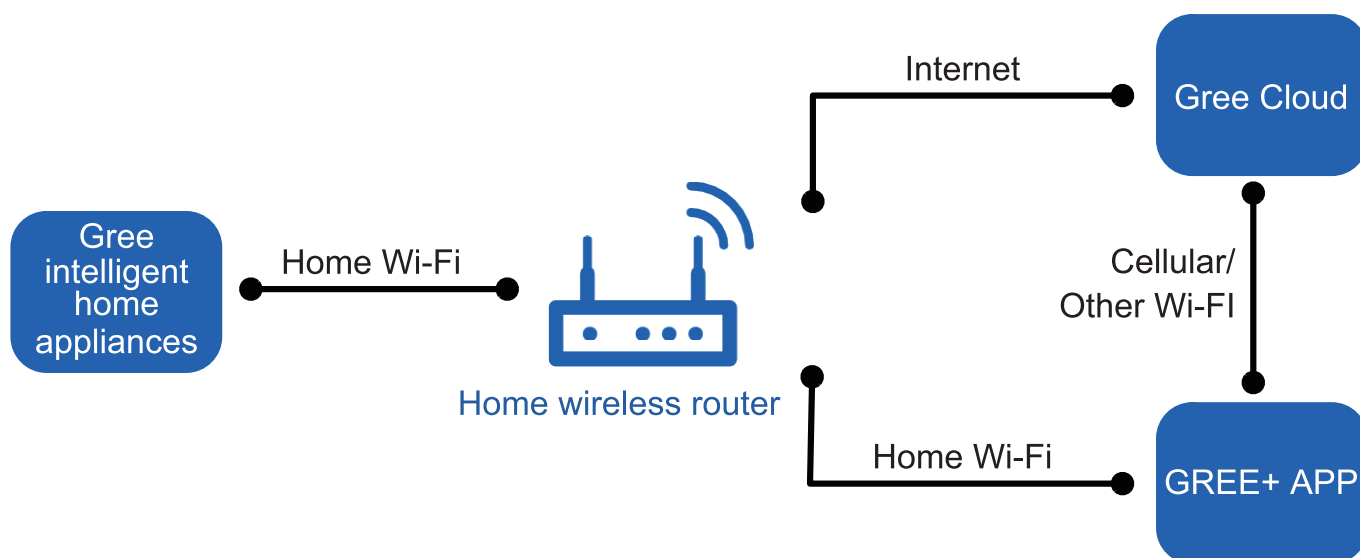 Internet
Gree Cloud
Gree
intelligent
home
appliances
Home Wi-Fi
Cellular/
Other Wi-FI
Home wireless router
Home Wi-Fi
GREE+ APP